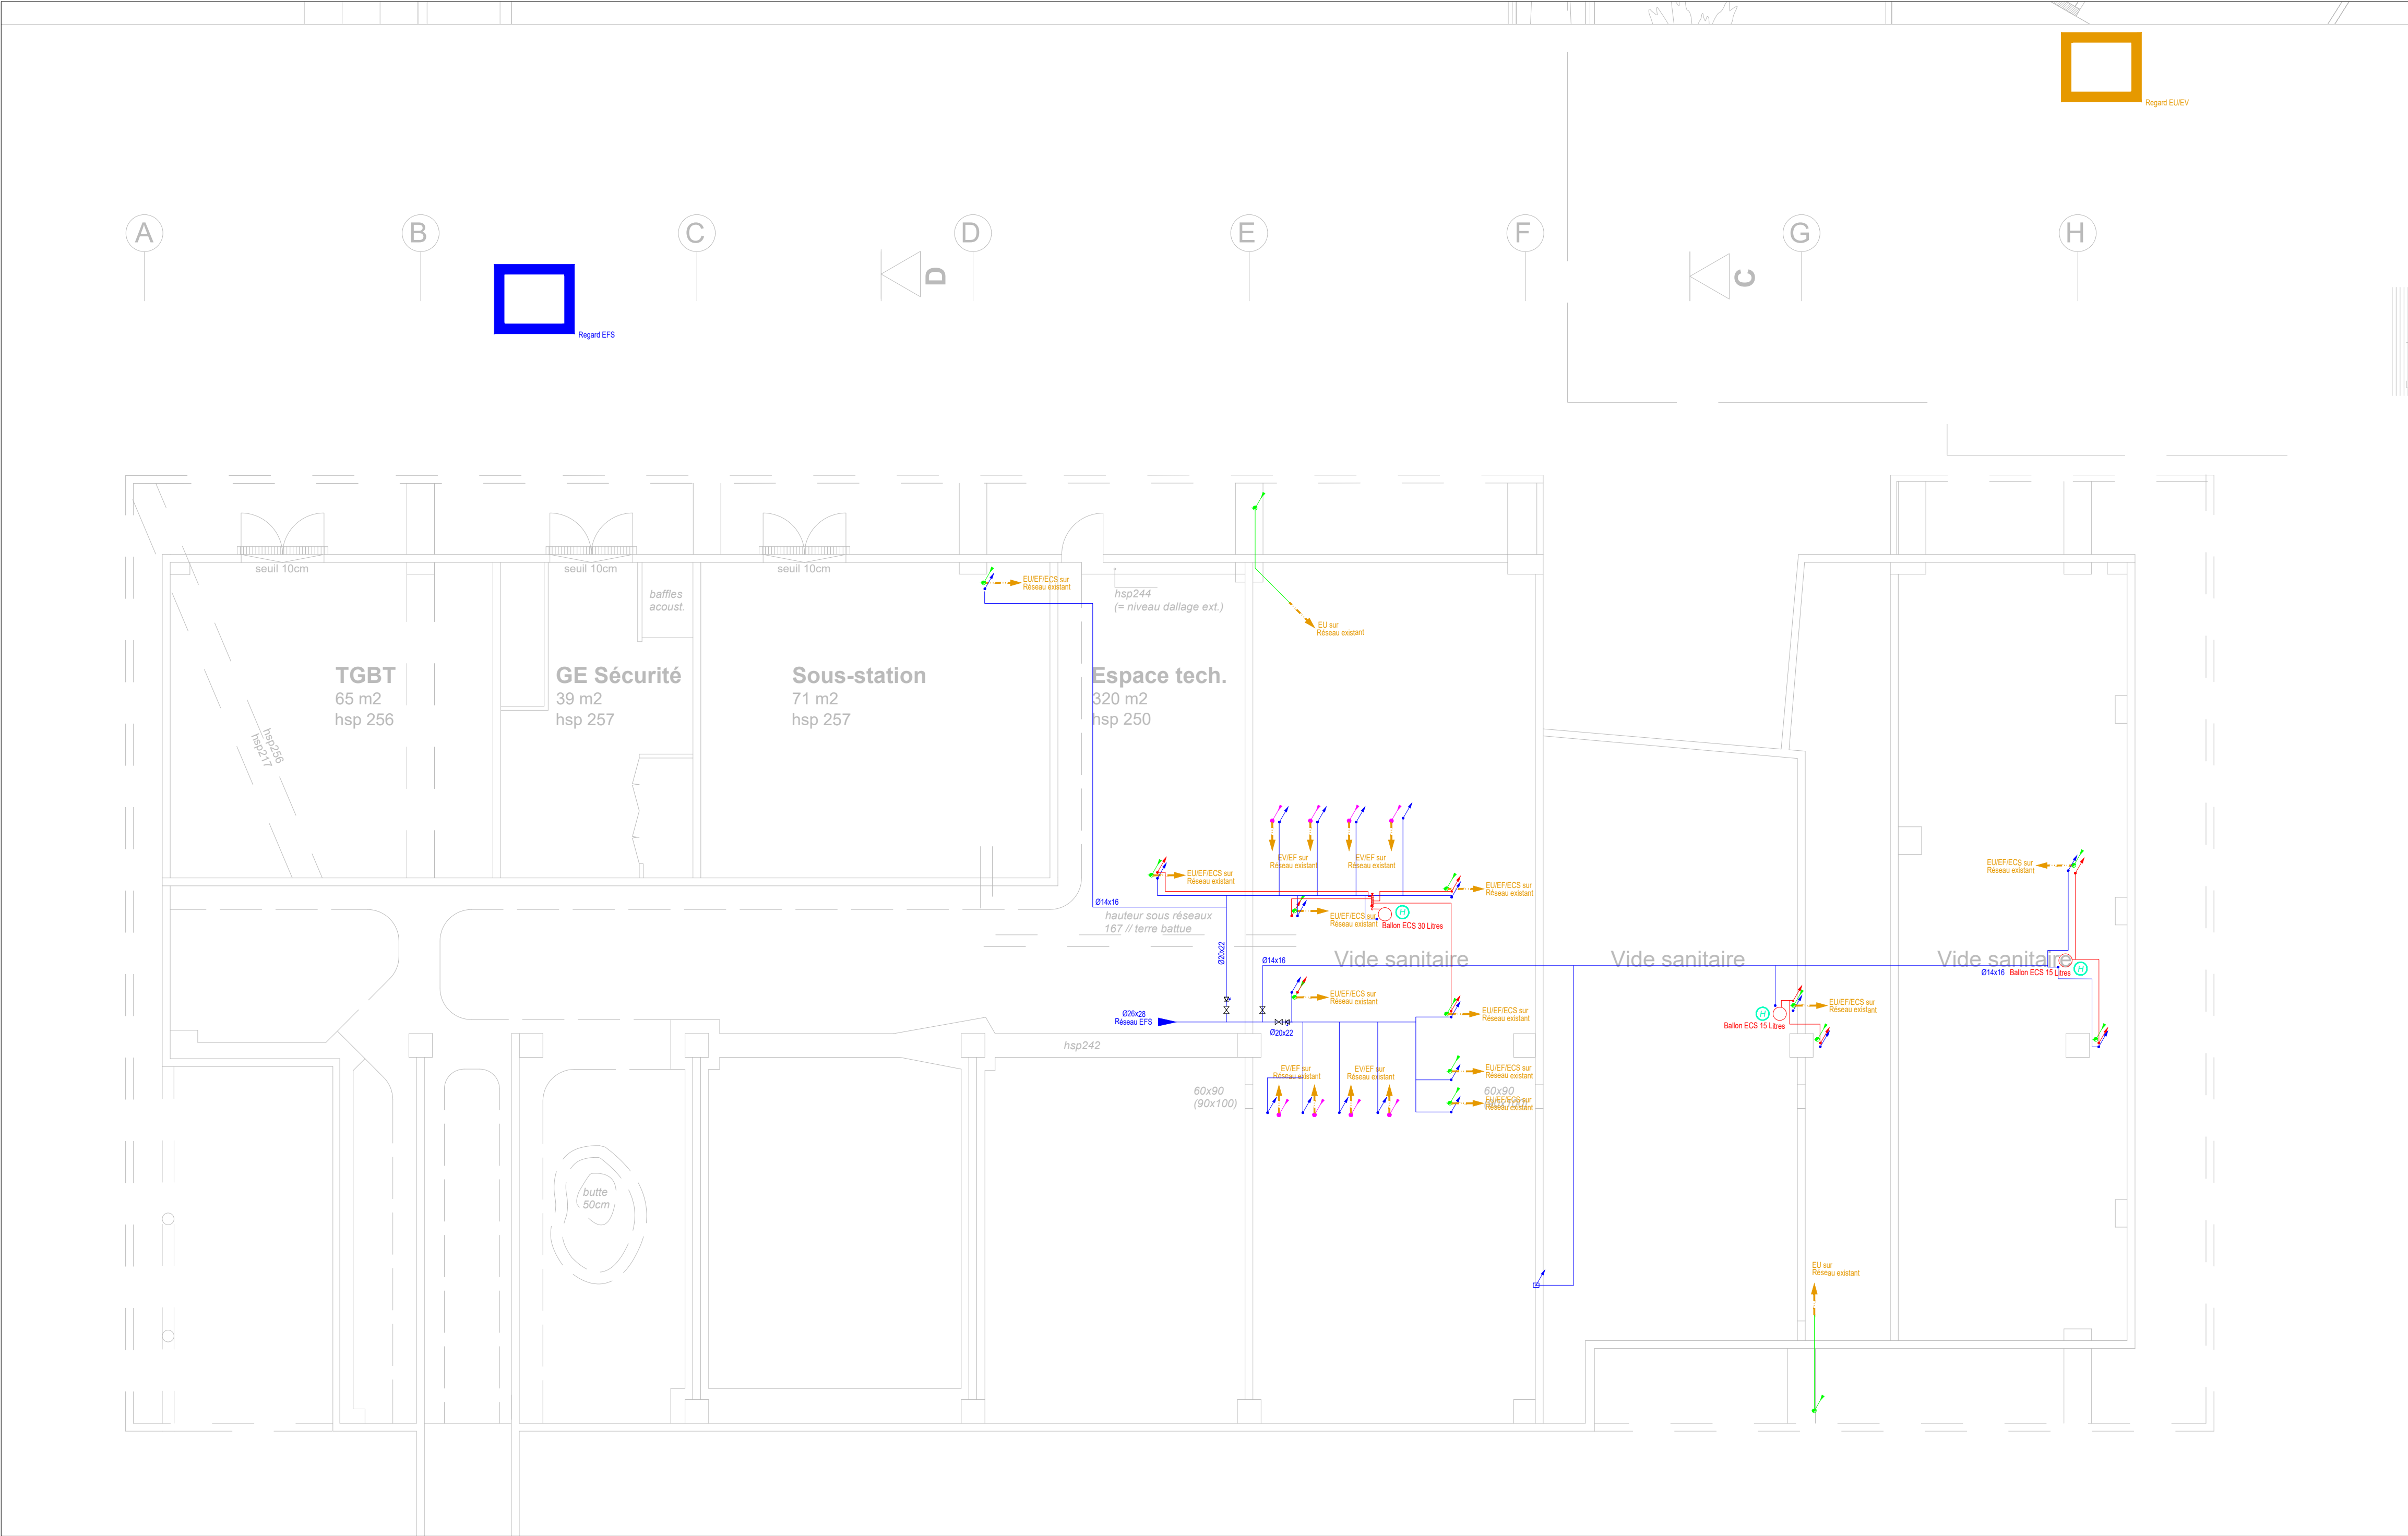 Regard EU/EV
A
B
C
D
E
F
G
H
D
C
Regard EFS
seuil 10cm
seuil 10cm
seuil 10cm
baffles
acoust.
EU/EF/ECS sur
Réseau existant
hsp244
(= niveau dallage ext.)
EU sur
Réseau existant
TGBT
65 m2
hsp 256
GE Sécurité
39 m2
hsp 257
Sous-station
71 m2
hsp 257
Espace tech.
320 m2
hsp 250
hsp256
hsp217
EV/EF sur
Réseau existant
EV/EF sur
Réseau existant
EU/EF/ECS sur
Réseau existant
EU/EF/ECS sur
Réseau existant
EU/EF/ECS sur
Réseau existant
Ø14x16
hauteur sous réseaux
167 // terre battue
EU/EF/ECS sur
Réseau existant
H
Ballon ECS 30 Litres
Ø20x22
Ø14x16
Vide sanitaire
Vide sanitaire
Vide sanitaire
Ø14x16
Ballon ECS 15 Litres
H
EU/EF/ECS sur
Réseau existant
EU/EF/ECS sur
Réseau existant
H
Ballon ECS 15 Litres
EU/EF/ECS sur
Réseau existant
Ø26x28
Réseau EFS
Ø20x22
hsp242
EV/EF sur
Réseau existant
EV/EF sur
Réseau existant
EU/EF/ECS sur
Réseau existant
60x90
(90x100)
60x90
(90x100)
EU/EF/ECS sur
Réseau existant
butte
50cm
EU sur
Réseau existant